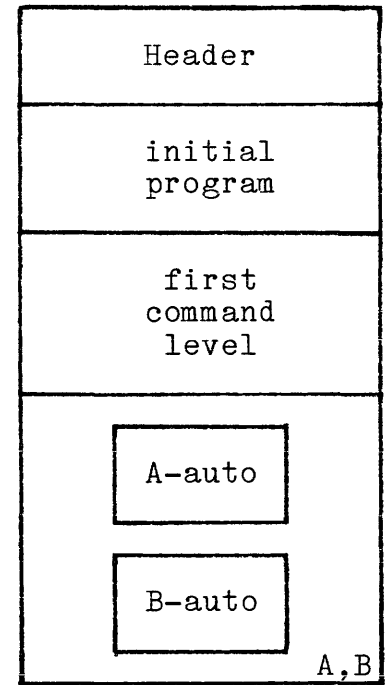 Header
initial
program
first
command
level
A-auto
B-auto
A,B